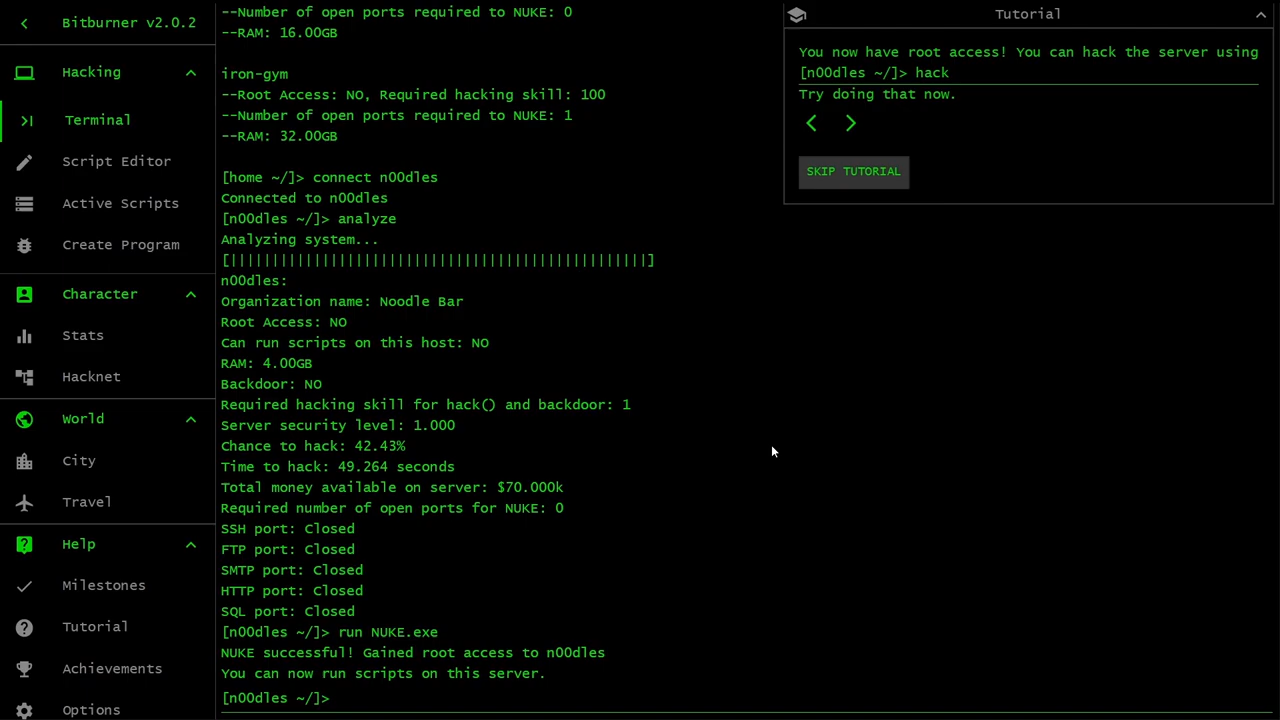 Bitburner v2.0.2
Hacking
Terminal
Script Editor
Active Scripts
Create Program
Character
Stats
Hacknet
World
City
Travel
Help
Milestones
Tutorial
Achievements
Options
--Number of open ports required to NUKE: 0
--RAM: 16.00GB
iron-gym
--Root Access: NO, Required hacking skill: 100
--Number of open ports required to NUKE: 1
--RAM: 32.00GB
[home ~/]> connect n00dles
Connected to n00dles
[n00dles ~/]> analyze
Analyzing system...
[||||||||||||||||||||||||||||||||||||||||||||||||||]
n00dles:
Organization name: Noodle Bar
Root Access: NO
Can run scripts on this host: NO
RAM: 4.00GB
Backdoor: NO
Required hacking skill for hack() and backdoor: 1
Server security level: 1.000
Chance to hack: 42.43%
Time to hack: 49.264 seconds
Total money available on server: $70.000k
Required number of open ports for NUKE: 0
SSH port: Closed
FTP port: Closed
SMTP port: Closed
HTTP port: Closed
SQL port: Closed
[n00dles ~/]> run NUKE.exe
NUKE successful! Gained root access to n00dles
You can now run scripts on this server.
[n00dles ~/]>
Tutorial
You now have root access! You can hack the server using
[n00dles ~/]> hack
Try doing that now.
SKIP TUTORIAL